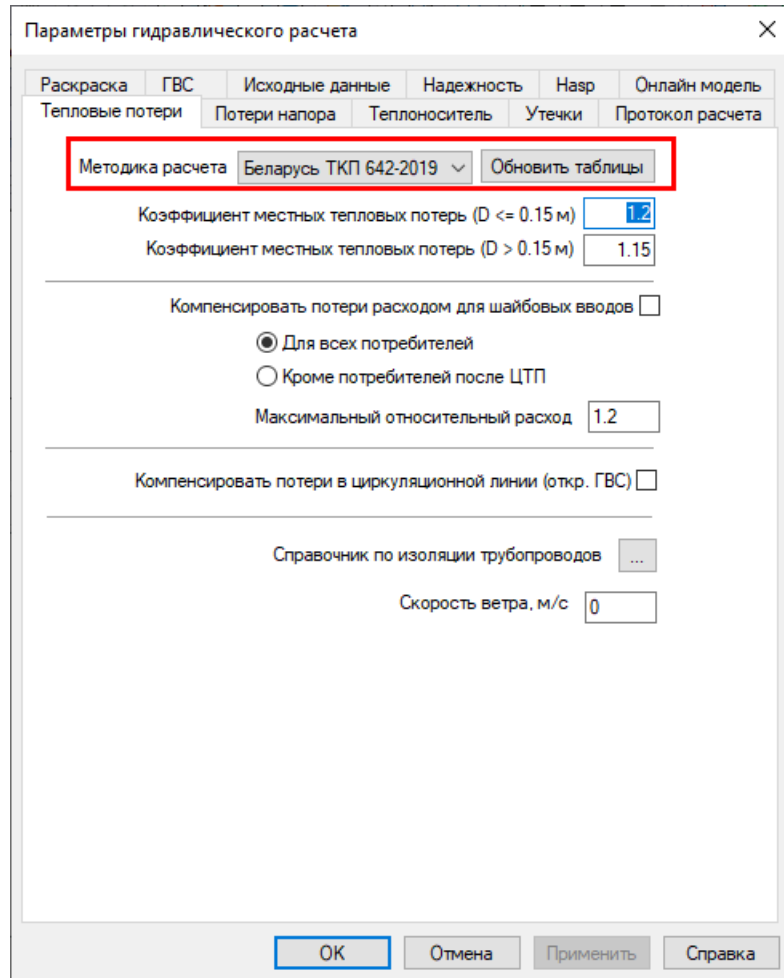 Параметры гидравлического расчета
Раскраска ГВС Исходные данные Надежность Hasp Онлайн модель
Тепловые потери Потери напора Теплоноситель Утечки Протокол расчета
Методика расчета Беларусь ТКП 642-2019 Обновить таблицы
Коэффициент местных тепловых потерь (D <= 0.15 м) 1.2
Коэффициент местных тепловых потерь (D > 0.15 м) 1.15
Компенсировать потери расходом для шайбовых вводов
Для всех потребителей
Кроме потребителей после ЦТП
Максимальный относительный расход 1.2
Компенсировать потери в циркуляционной линии (откр. ГВС)
Справочник по изоляции трубопроводов ...
Скорость ветра, м/с 0
OK Отмена Применить Справка